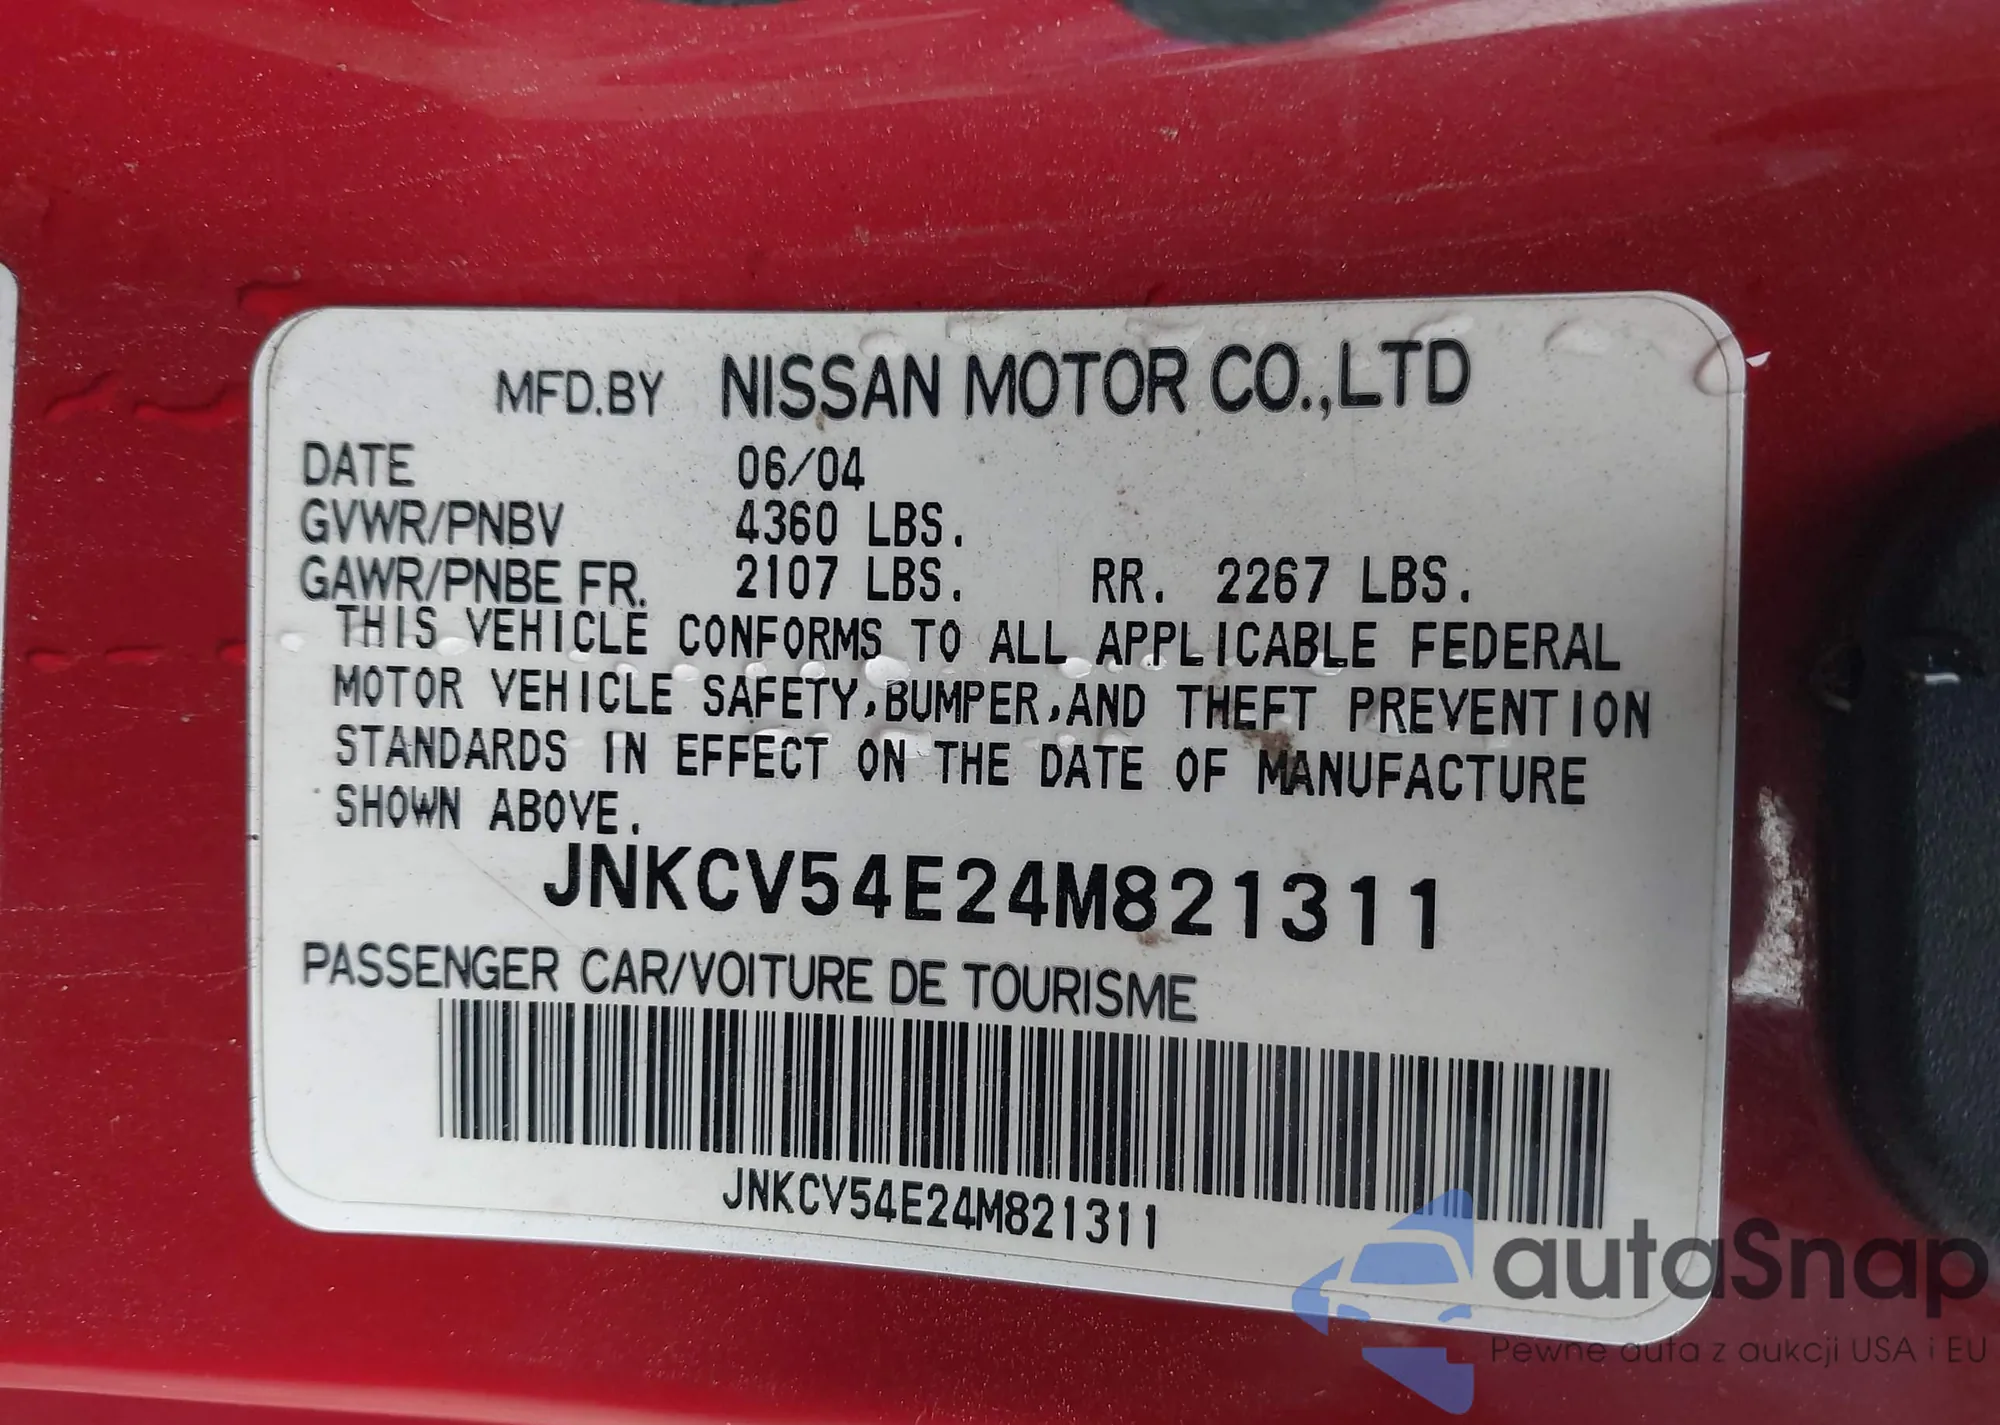 MFD.BY NISSAN MOTOR CO.,LTD
DATE 06/04
GVWR/PNBV 4360 LBS.
GAWR/PNBE FR. 2107 LBS. RR. 2267 LBS.
THIS VEHICLE CONFORMS TO ALL APPLICABLE FEDERAL
MOTOR VEHICLE SAFETY,BUMPER,AND THEFT PREVENTION
STANDARDS IN EFFECT ON THE DATE OF MANUFACTURE
SHOWN ABOVE.
JNKCV54E24M821311
PASSENGER CAR/VOITURE DE TOURISME
JNKCV54E24M821311
autaSnap
Pewne auta z aukcji USA i EU